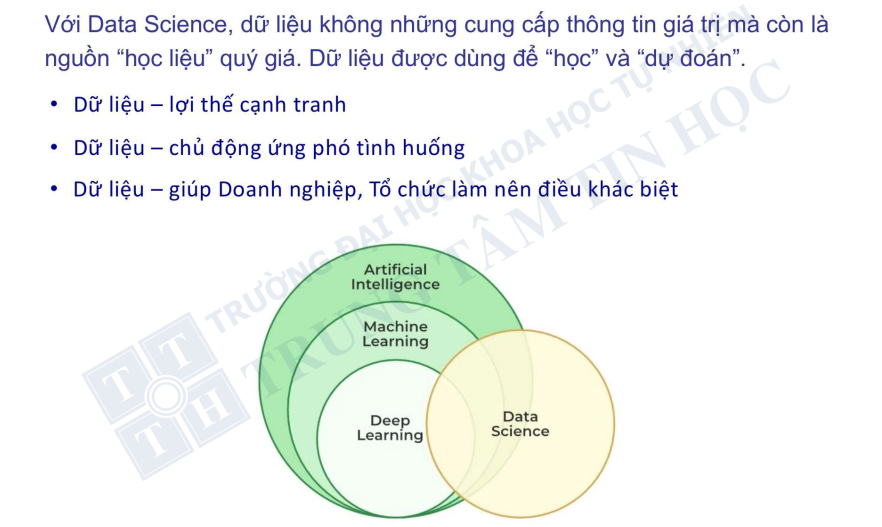 Với Data Science, dữ liệu không những cung cấp thông tin giá trị mà còn là
nguồn “học liệu” quý giá. Dữ liệu được dùng để “học” và “dự đoán”.
• Dữ liệu – lợi thế cạnh tranh
• Dữ liệu – chủ động ứng phó tình huống
• Dữ liệu – giúp Doanh nghiệp, Tổ chức làm nên điều khác biệt
TRƯỜNG ĐẠI HỌC KHOA HỌC TỰ NHIÊN
TRUNG TÂM TIN HỌC
T T
T H
Artificial
Intelligence
Machine
Learning
Deep
Learning
Data
Science